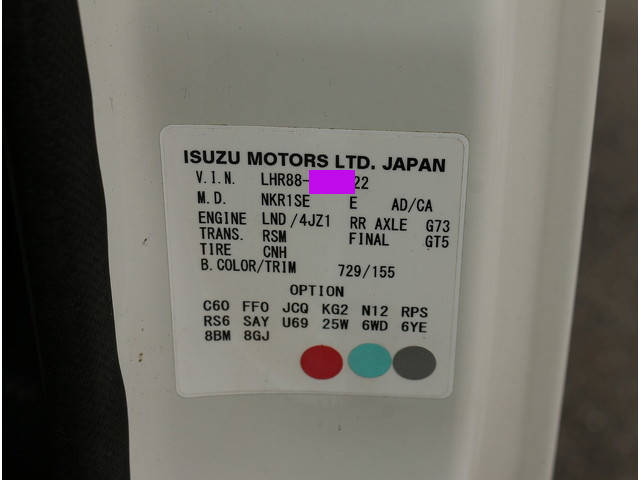 ISUZU MOTORS LTD. JAPAN
V.I.N. LHR88- 22
M.D. NKR1SE E AD/CA
ENGINE LND/4JZ1 RR AXLE G73
TRANS. RSM FINAL GT5
TIRE CNH
B.COLOR/TRIM 729/155
OPTION
C60 FF0 JCQ KG2 N12 RPS
RS6 SAY U69 25W 6WD 6YE
8BM 8GJ